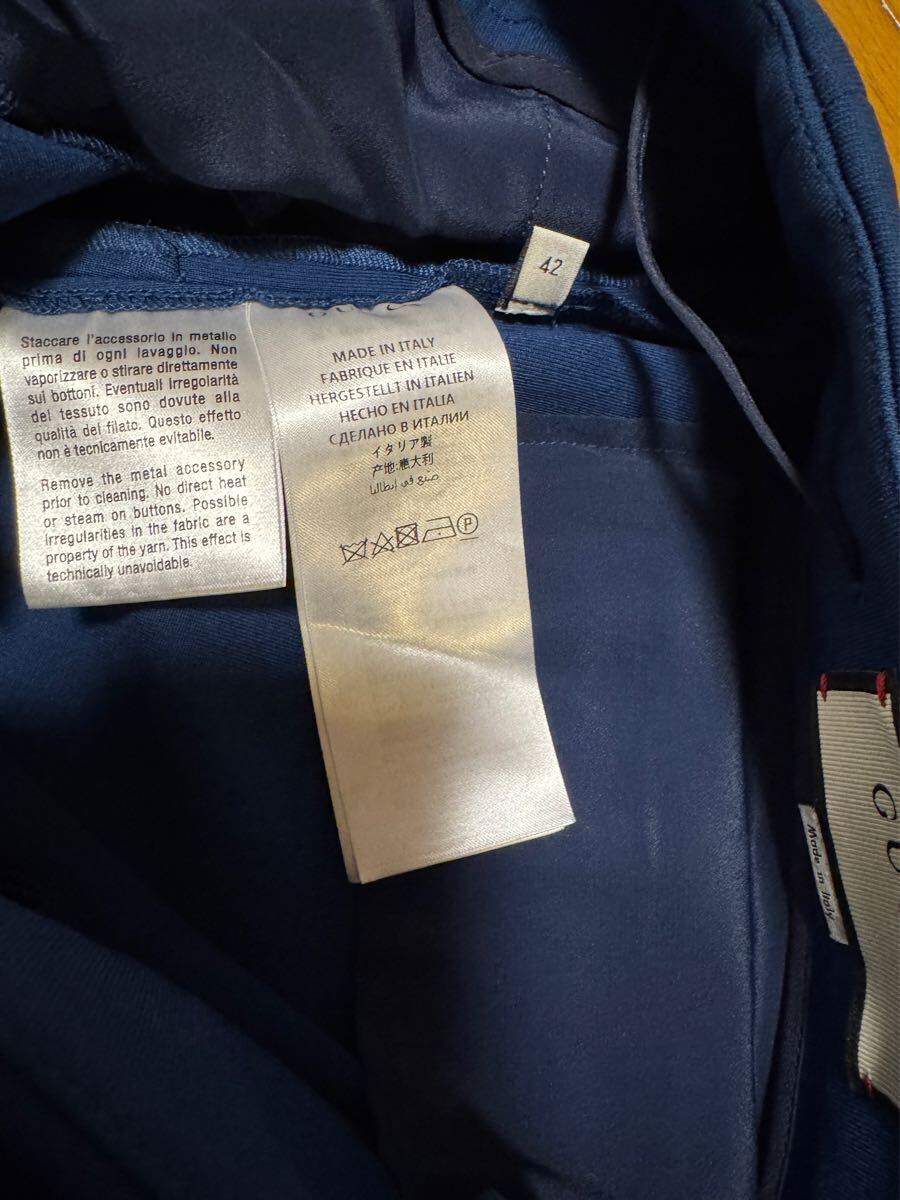 42
Staccare l'accessorio in metallo
prima di ogni lavaggio. Non
vaporizzare o stirare direttamente
sui bottoni. Eventuali irregolarità
del tessuto sono dovute alla
qualità del filato. Questo effetto
non è tecnicamente evitabile.
Remove the metal accessory
prior to cleaning. No direct heat
or steam on buttons. Possible
irregularities in the fabric are a
property of the yarn. This effect is
technically unavoidable.
MADE IN ITALY
FABRIQUE EN ITALIE
HERGESTELLT IN ITALIEN
HECHO EN ITALIA
СДЕЛАНО В ИТАЛИИ
イタリア製
产地:意大利
صنع في إيطاليا
P
GU
Made in Italy